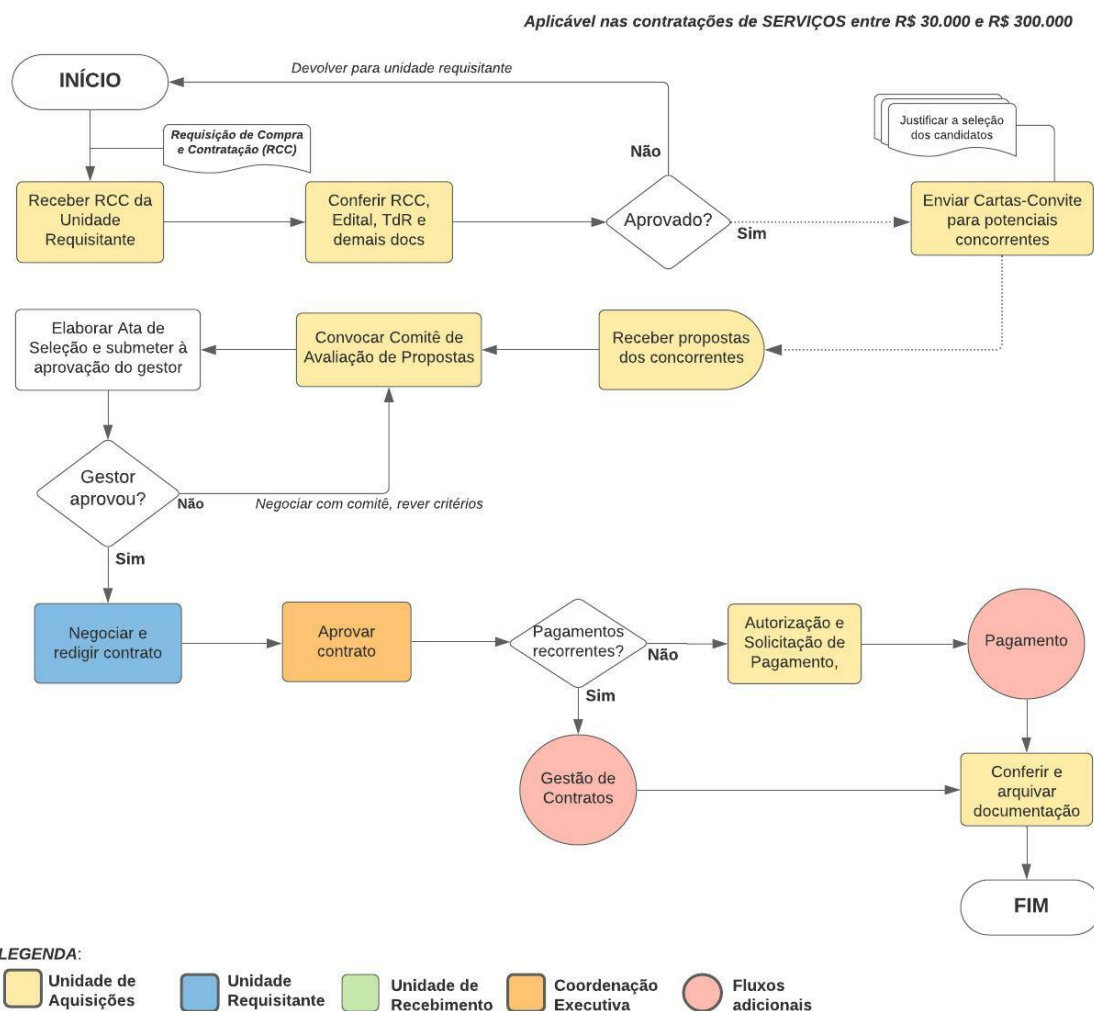 Aplicável nas contratações de SERVIÇOS entre R$ 30.000 e R$ 300.000
INÍCIO
Devolver para unidade requisitante
Requisição de Compra
e Contratação (RCC)
Não
Justificar a seleção
dos candidatos
Receber RCC da
Unidade
Requisitante
Conferir RCC,
Edital, TdR e
demais docs
Aprovado?
Sim
Enviar Cartas-Convite
para potenciais
concorrentes
Elaborar Ata de
Seleção e submeter à
aprovação do gestor
Convocar Comitê de
Avaliação de Propostas
Receber propostas
dos concorrentes
Gestor
aprovou?
Não
Negociar com comitê, rever critérios
Sim
Negociar e
redigir contrato
Aprovar
contrato
Pagamentos
recorrentes?
Não
Autorização e
Solicitação de
Pagamento,
Pagamento
Sim
Gestão de
Contratos
Conferir e
arquivar
documentação
FIM
LEGENDA:
Unidade de
Aquisições
Unidade
Requisitante
Unidade de
Recebimento
Coordenação
Executiva
Fluxos
adicionais